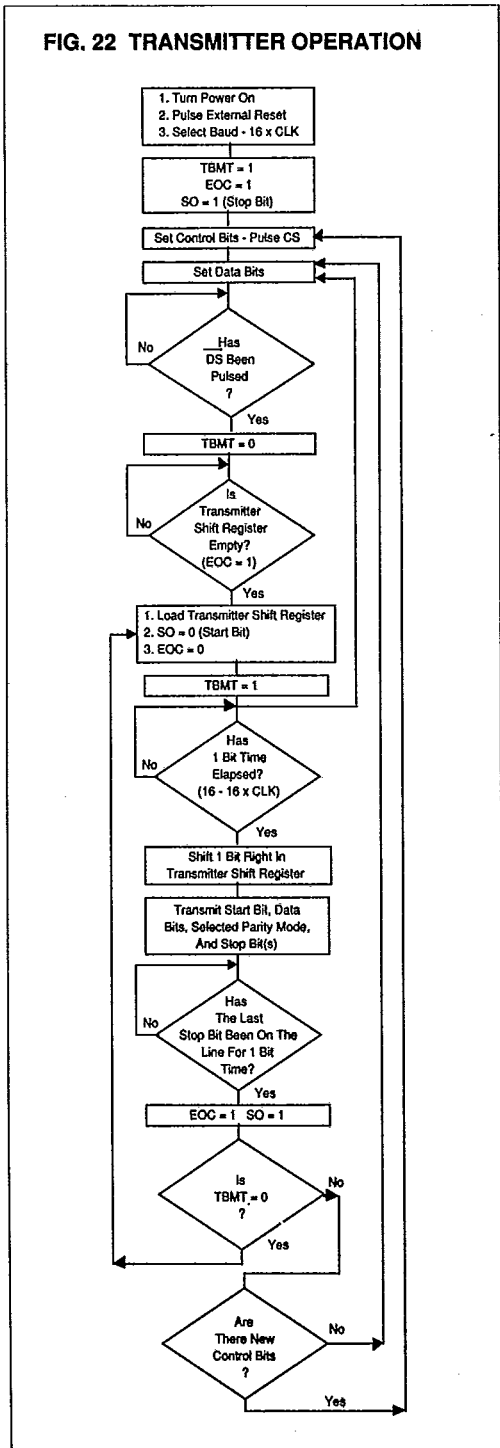 FIG. 22 TRANSMITTER OPERATION
1. Turn Power On
2. Pulse External Reset
3. Select Baud - 16 x CLK
TBMT = 1
EOC = 1
SO = 1 (Stop Bit)
Set Control Bits - Pulse CS
Set Data Bits
Has
DS Been
Pulsed
?
No
Yes
TBMT = 0
Is
Transmitter
Shift Register
Empty?
(EOC = 1)
No
Yes
1. Load Transmitter Shift Register
2. SO = 0 (Start Bit)
3. EOC = 0
TBMT = 1
Has
1 Bit Time
Elapsed?
(16 - 16 x CLK)
No
Yes
Shift 1 Bit Right In
Transmitter Shift Register
Transmit Start Bit, Data
Bits, Selected Parity Mode,
And Stop Bit(s)
Has
The Last
Stop Bit Been On The
Line For 1 Bit
Time?
No
Yes
EOC = 1 SO = 1
Is
TBMT = 0
?
No
Yes
Are
There New
Control Bits
?
No
Yes